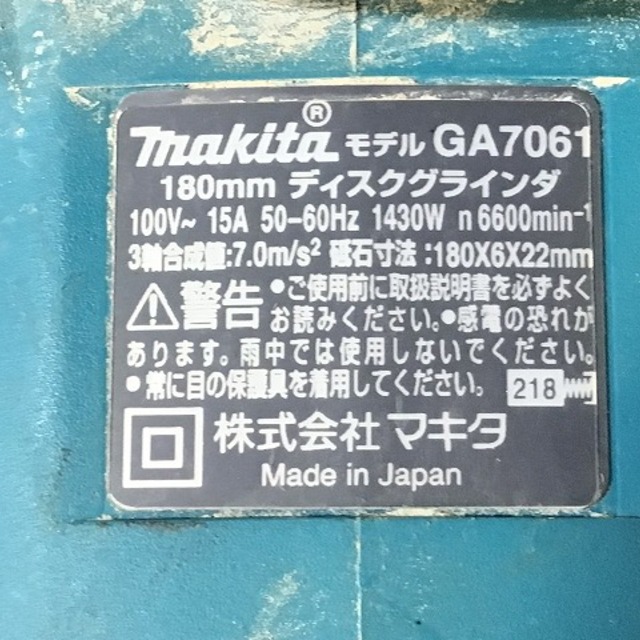 makita® モデル GA7061
180mm ディスクグラインダ
100V~ 15A 50-60Hz 1430W n 6600min-1
3軸合成値:7.0m/s² 砥石寸法:180X6X22mm
警告 •ご使用前に取扱説明書を必ずよく
お読みください。•感電の恐れが
あります。雨中では使用しないでください。
•常に目の保護具を着用してください。 218
株式会社 マキタ
Made in Japan